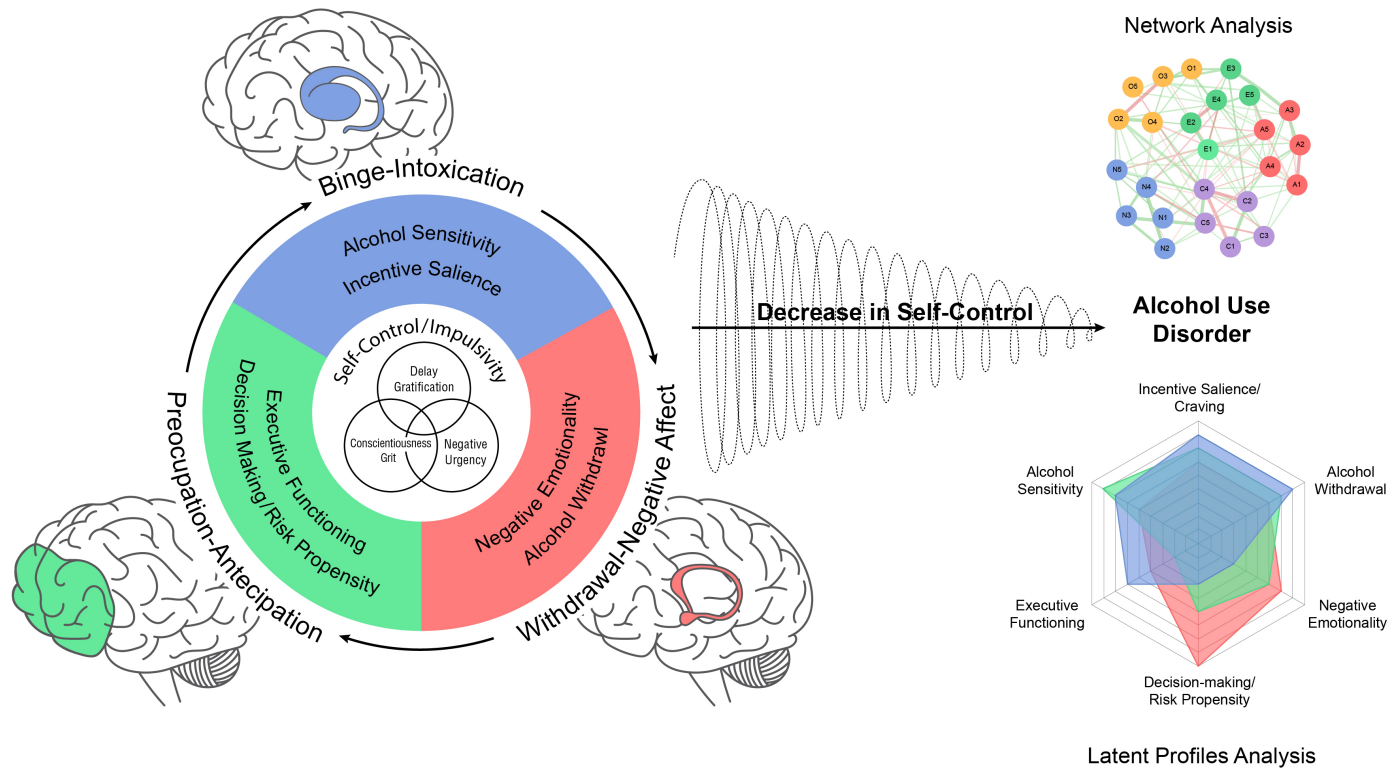 Binge-Intoxication
Alcohol Sensitivity
Incentive Salience
Self-Control/Impulsivity
Delay
Gratification
Conscientiousness
Grit
Negative
Urgency
Withdrawal-Negative Affect
Negative Emotionality
Alcohol Withdrawl
Preocupation-Antecipation
Executive Functioning
Decision Making/Risk Propensity
Decrease in Self-Control
Network Analysis
O1
E3
O3
O6
E4
E5
A3
O2
O4
E2
A5
A2
E1
N5
A4
N4
C4
A1
C2
N3
N1
C5
C3
N2
C1
Alcohol Use
Disorder
Incentive Salience/
Craving
Alcohol
Sensitivity
Alcohol
Withdrawal
Executive
Functioning
Negative
Emotionality
Decision-making/
Risk Propensity
Latent Profiles Analysis